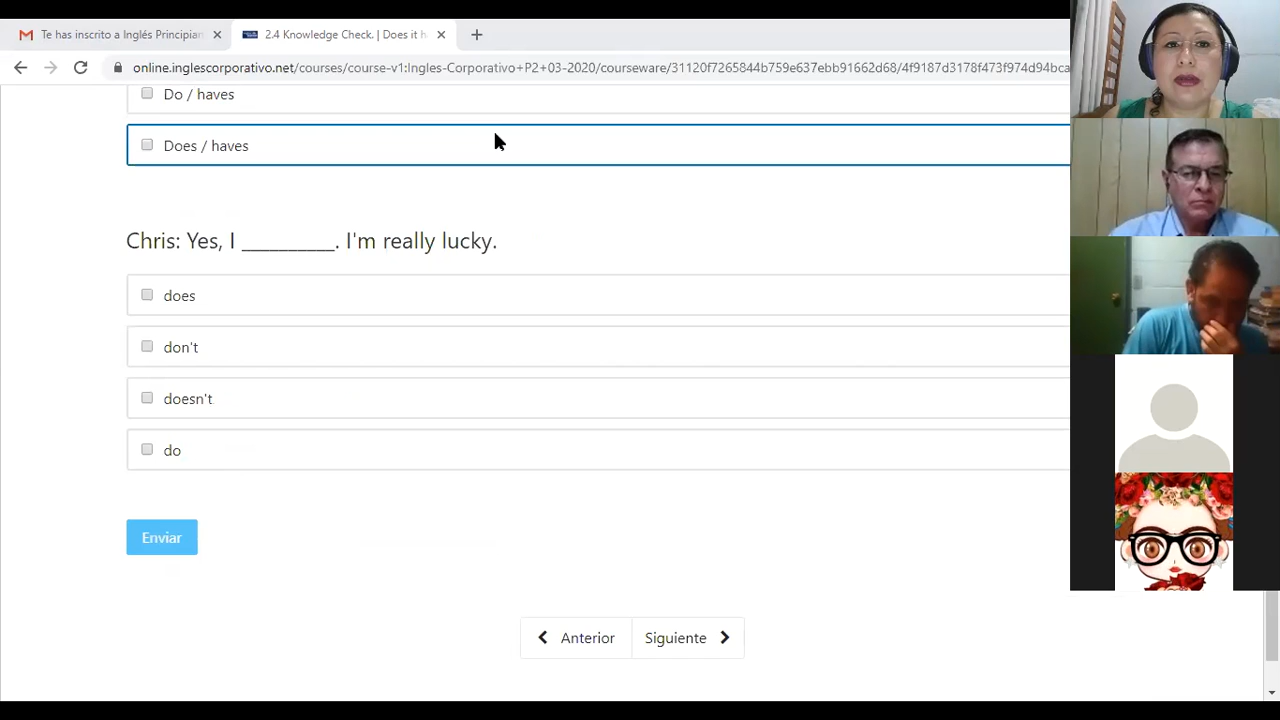 Te has inscrito a Inglés Principian
2.4 Knowledge Check. | Does it h
online.inglescorporativo.net/courses/course-v1:Ingles-Corporativo+P2+03-2020/courseware/31120f7265844b759e637ebb91662d68/4f9187d3178f473f974d94bca
Do / haves
Does / haves
Chris: Yes, I __________. I'm really lucky.
does
don't
doesn't
do
Enviar
Anterior
Siguiente